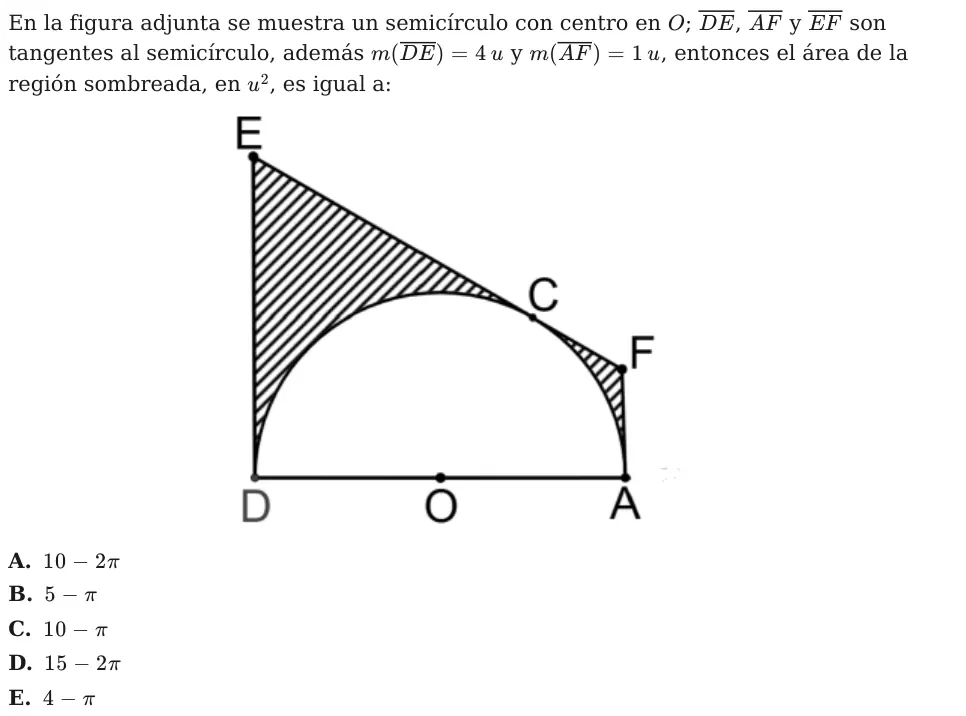 En la figura adjunta se muestra un semicírculo con centro en O; DE, AF y EF son
tangentes al semicírculo, además m(DE) = 4 u y m(AF) = 1 u, entonces el área de la
región sombreada, en u², es igual a:
E
C
F
D
O
A
A. 10 − 2π
B. 5 − π
C. 10 − π
D. 15 − 2π
E. 4 − π